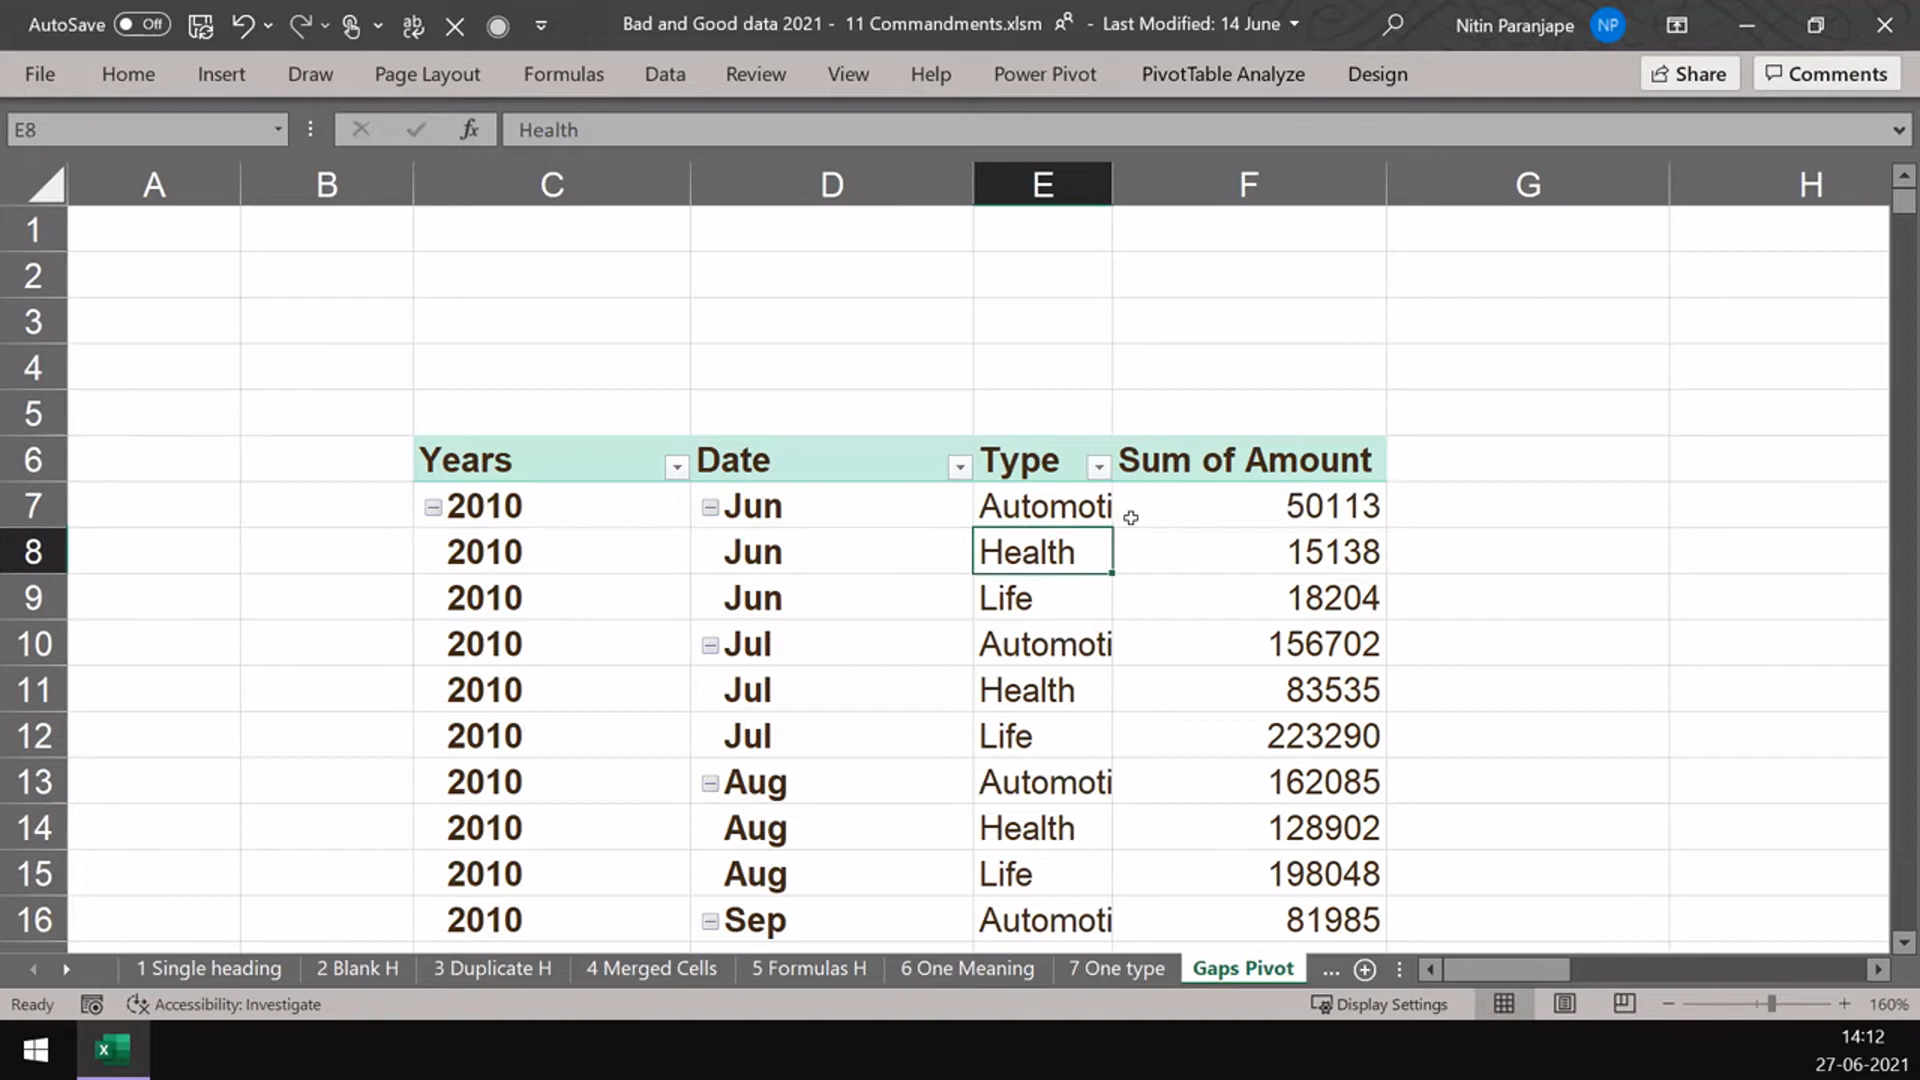 AutoSave Off Bad and Good data 2021 - 11 Commandments.xlsm - Last Modified: 14 June Nitin Paranjape NP
File Home Insert Draw Page Layout Formulas Data Review View Help Power Pivot PivotTable Analyze Design Share Comments
E8 fx Health
A B C D E F G H
1
2
3
4
5
6 Years Date Type Sum of Amount
7 2010 Jun Automoti 50113
8 2010 Jun Health 15138
9 2010 Jun Life 18204
10 2010 Jul Automoti 156702
11 2010 Jul Health 83535
12 2010 Jul Life 223290
13 2010 Aug Automoti 162085
14 2010 Aug Health 128902
15 2010 Aug Life 198048
16 2010 Sep Automoti 81985
1 Single heading 2 Blank H 3 Duplicate H 4 Merged Cells 5 Formulas H 6 One Meaning 7 One type Gaps Pivot ...
Ready Accessibility: Investigate Display Settings 160%
14:12
27-06-2021